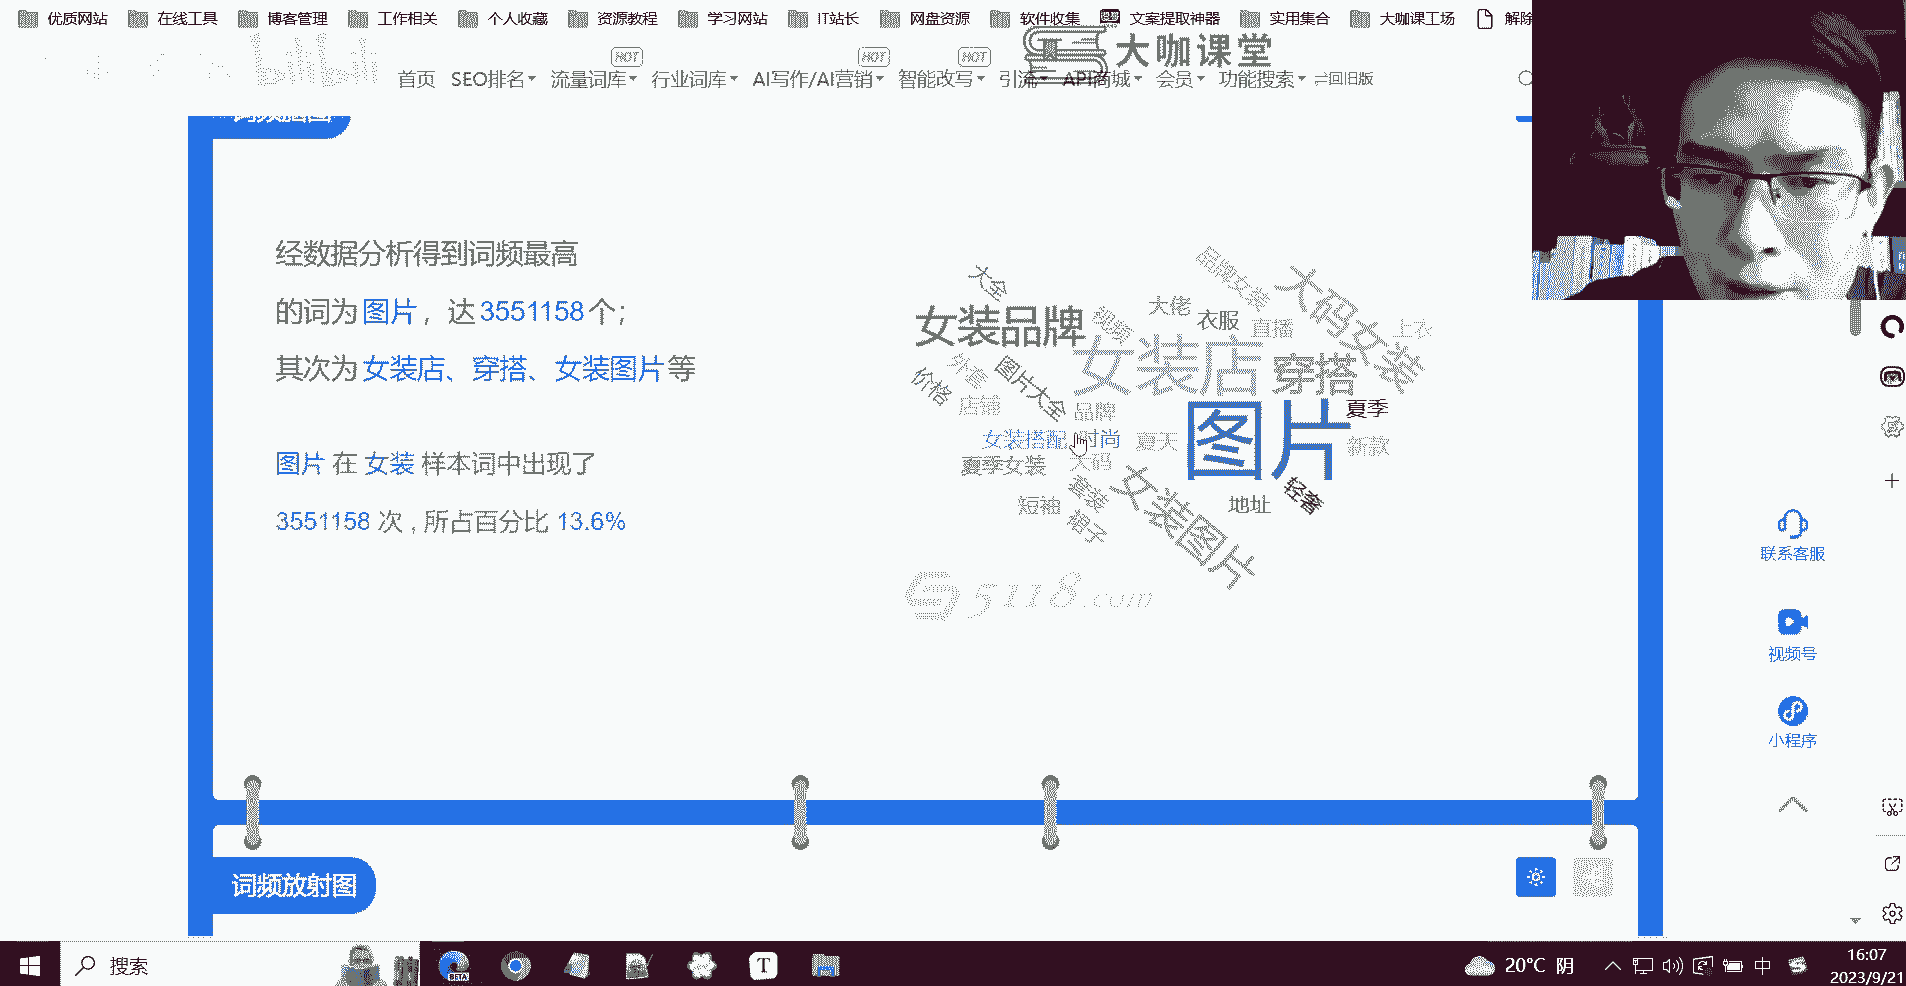 优质网站 在线工具 博客管理 工作相关 个人收藏 资源教程 学习网站 IT站长 网盘资源 软件收集 文案提取神器 实用集合 大咖课工场 解除
bilibili
大咖课堂
HOT HOT HOT
首页 SEO排名 流量词库 行业词库 AI写作/AI营销 智能改写 引流 API商城 会员 功能搜索 回旧版
词频脑图
经数据分析得到词频最高
的词为 图片，达 3551158 个；
其次为 女装店、穿搭、女装图片 等
图片 在 女装 样本词中出现了
3551158 次 , 所占百分比 13.6%
大全
品牌女装
大码女装
女装品牌
视频
大佬
衣服
直播
上衣
外套
图片大全
女装店
穿搭
价格
店铺
品牌
图片
夏季
女装搭配
时尚
夏天
新款
夏季女装
大码
套装
女装图片
轻奢
短袖
裙子
地址
5118.com
联系客服
视频号
小程序
词频放射图
搜索
BETA
T
20°C 阴
中
16:07
2023/9/21